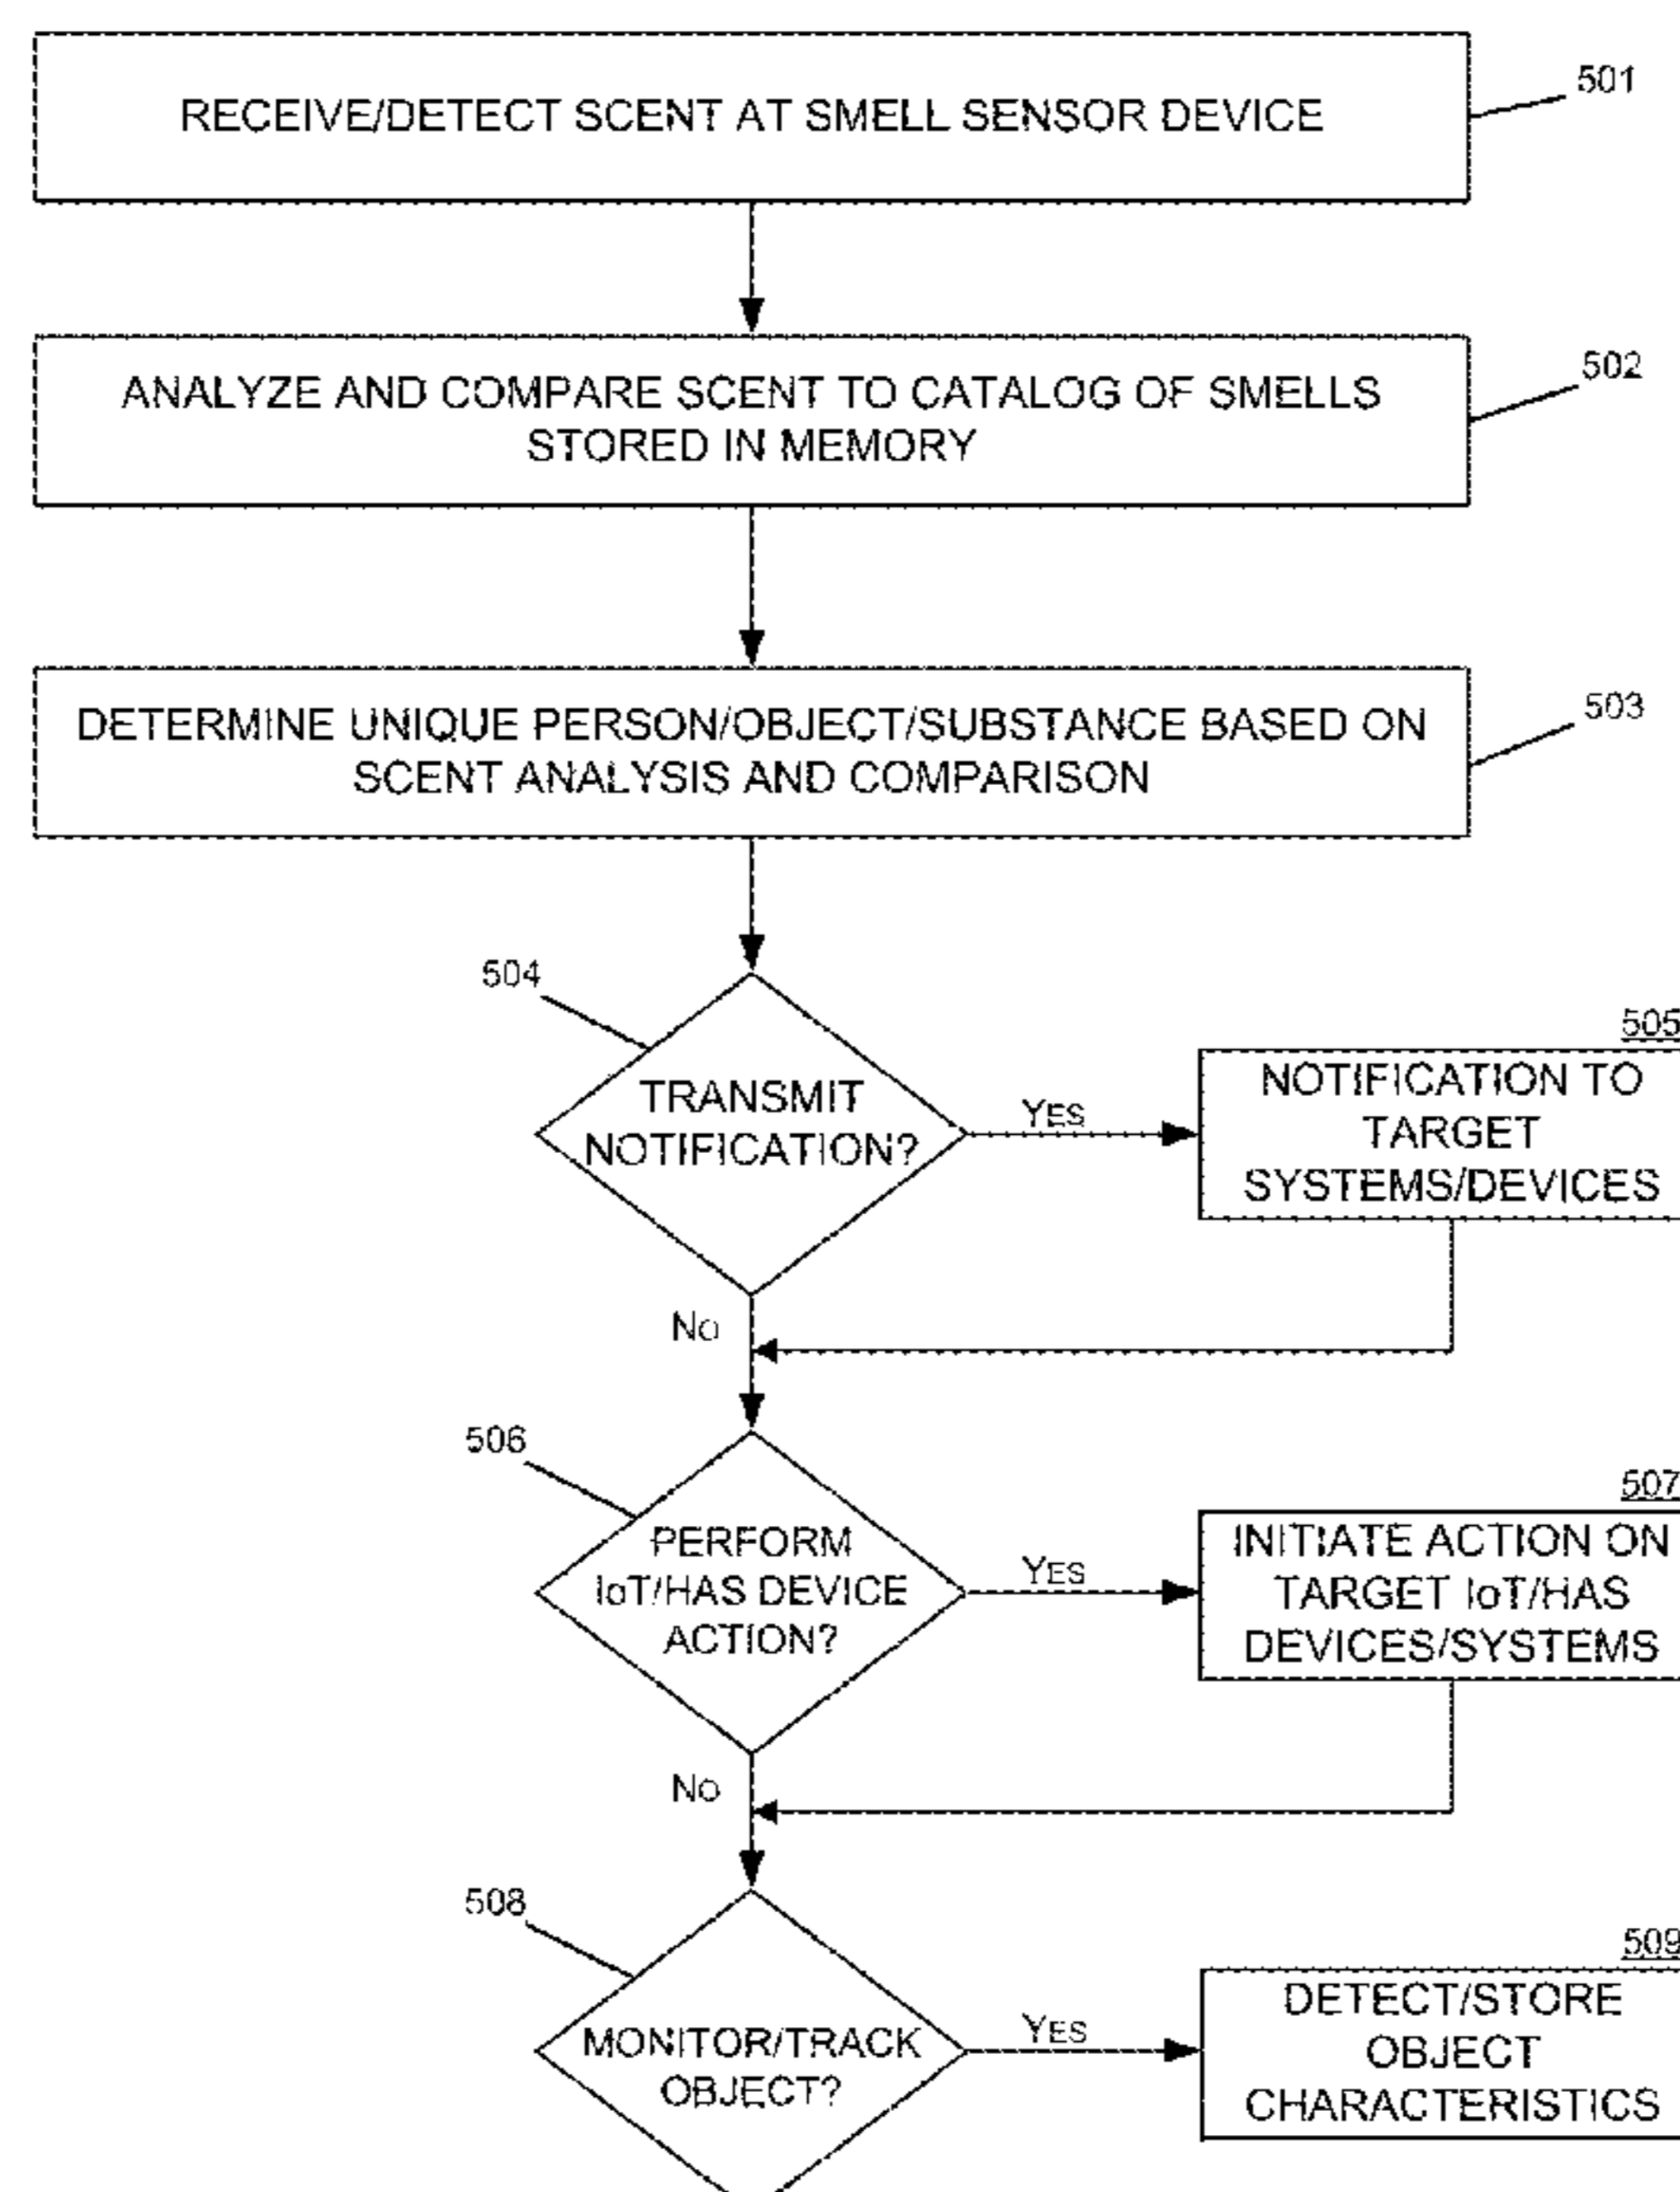 501
RECEIVE/DETECT SCENT AT SMELL SENSOR DEVICE
502
ANALYZE AND COMPARE SCENT TO CATALOG OF SMELLS
STORED IN MEMORY
503
DETERMINE UNIQUE PERSON/OBJECT/SUBSTANCE BASED ON
SCENT ANALYSIS AND COMPARISON
504
TRANSMIT
NOTIFICATION?
YES
505
NOTIFICATION TO
TARGET
SYSTEMS/DEVICES
NO
506
PERFORM
IoT/HAS DEVICE
ACTION?
YES
507
INITIATE ACTION ON
TARGET IoT/HAS
DEVICES/SYSTEMS
NO
508
MONITOR/TRACK
OBJECT?
YES
509
DETECT/STORE
OBJECT
CHARACTERISTICS